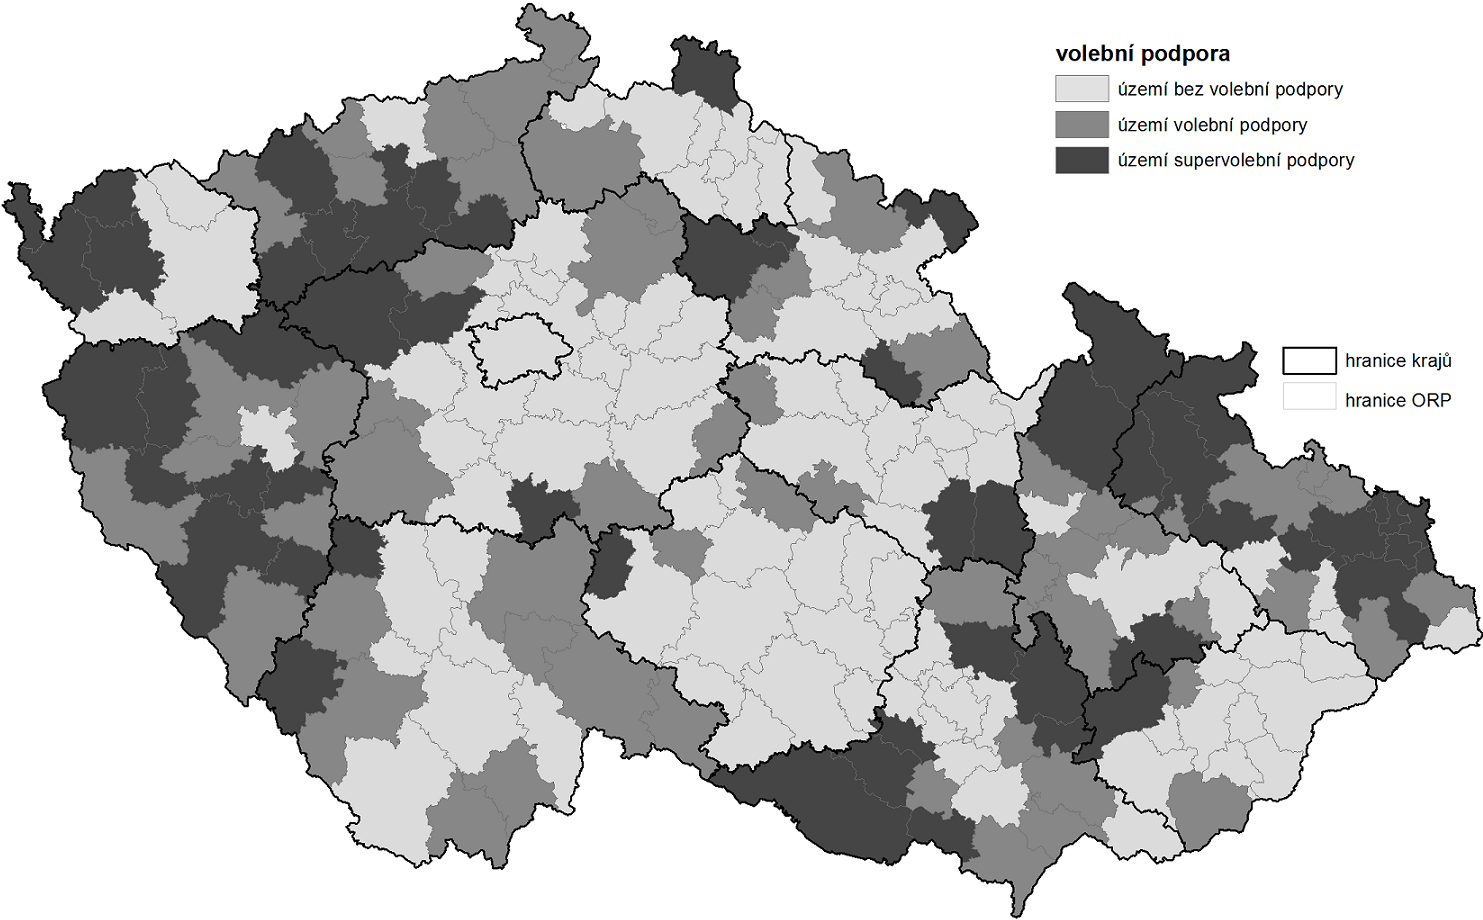 volební podpora
území bez volební podpory
území volební podpory
území supervolební podpory
hranice krajů
hranice ORP